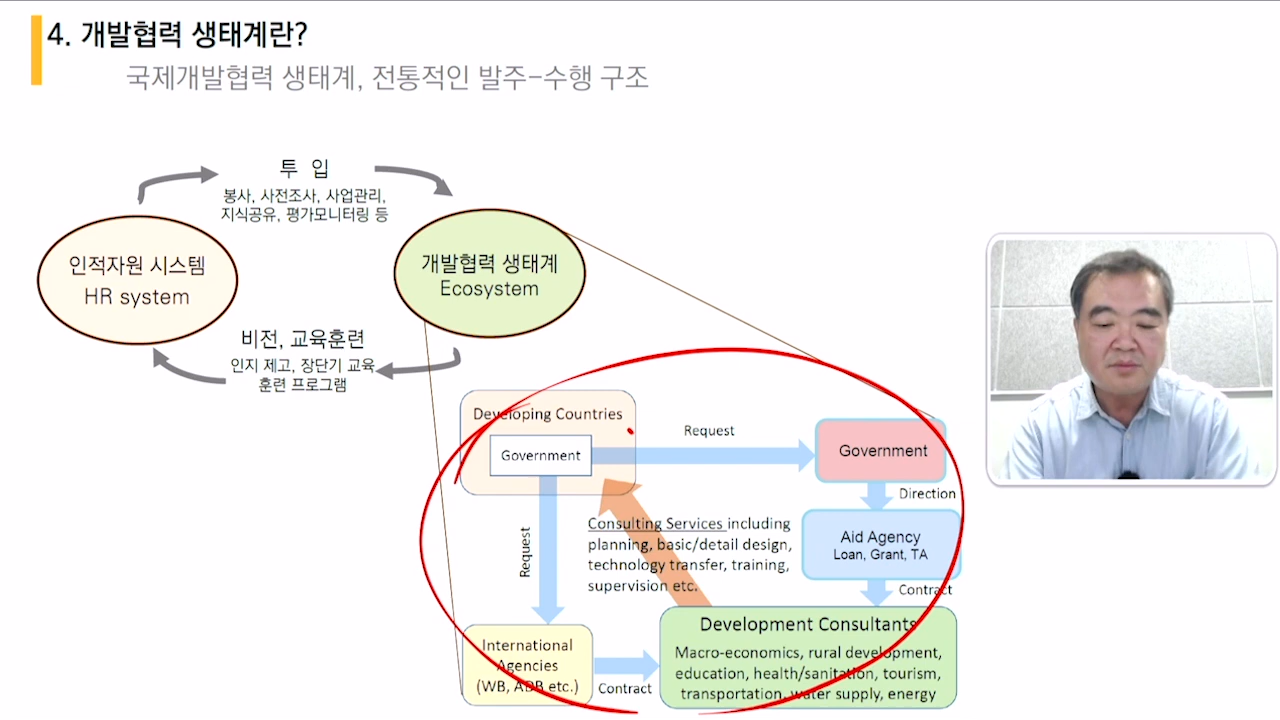 4. 개발협력 생태계란?
국제개발협력 생태계, 전통적인 발주-수행 구조
투 입
봉사, 사전조사, 사업관리,
지식공유, 평가모니터링 등
인적자원 시스템
HR system
개발협력 생태계
Ecosystem
비전, 교육훈련
인지 제고, 장단기 교육
훈련 프로그램
Developing Countries
Government
Request
Government
Direction
Request
Consulting Services including
planning, basic/detail design,
technology transfer, training,
supervision etc.
Aid Agency
Loan, Grant, TA
Contract
International
Agencies
(WB, ADB etc.)
Contract
Development Consultants
Macro-economics, rural development,
education, health/sanitation, tourism,
transportation, water supply, energy